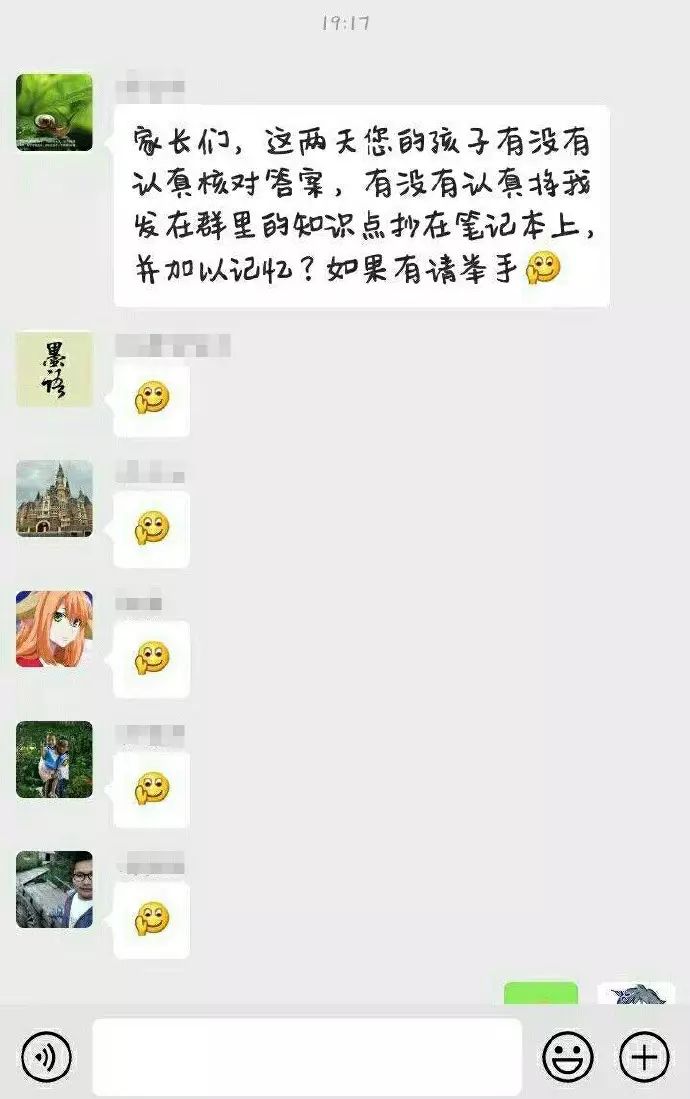 19:17
家长们，这两天您的孩子有没有
认真核对答案，有没有认真将我
发在群里的知识点抄在笔记本上，
并加以记忆？如果有请举手
墨
语